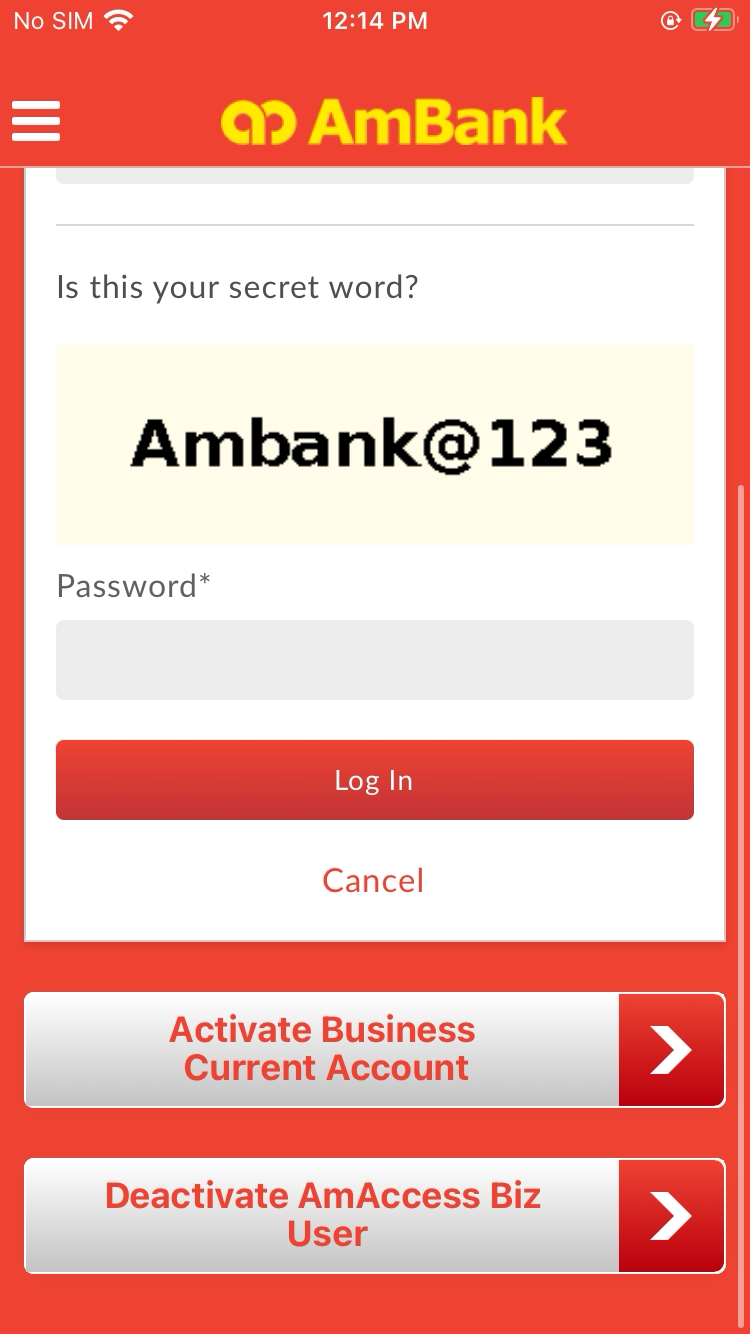 No SIM 12:14 PM
AmBank
Is this your secret word?
Ambank@123
Password*
Log In
Cancel
Activate Business
Current Account
Deactivate AmAccess Biz
User